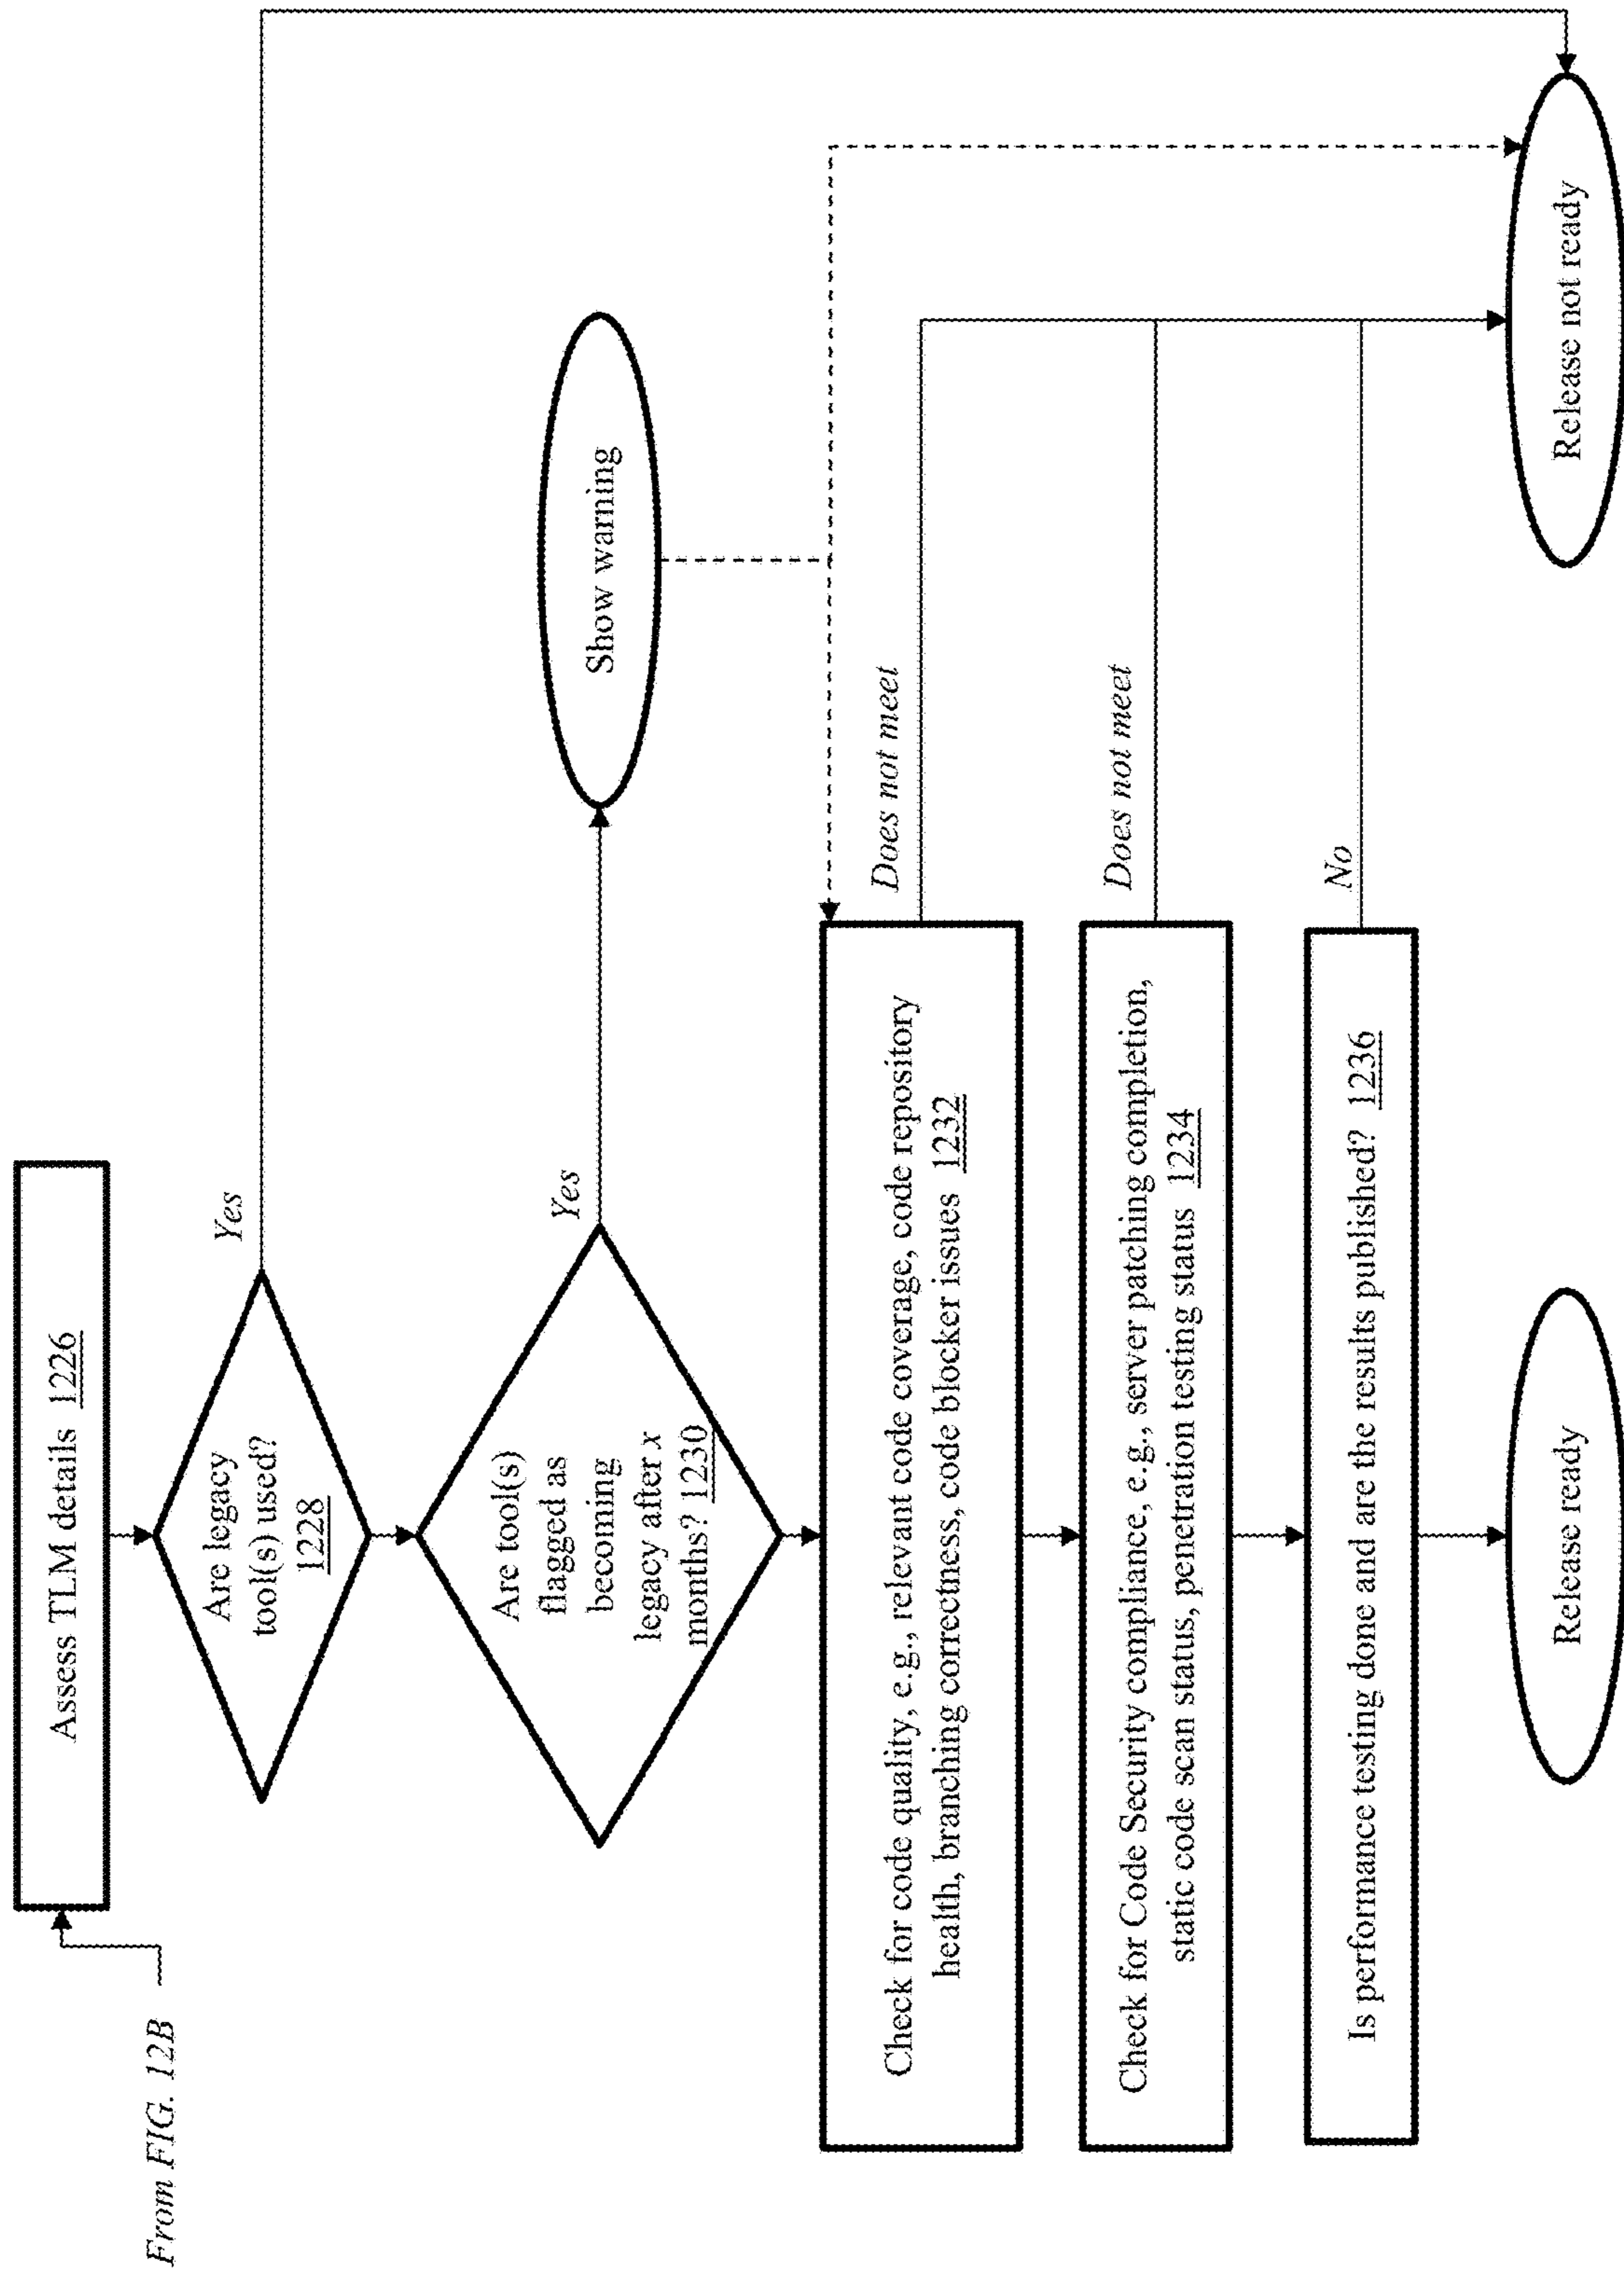 From FIG. 12B
Assess TLM details 1226
Are legacy
tool(s) used?
1228
Yes
Are tool(s)
flagged as
becoming
legacy after x
months? 1230
Yes
Show warning
Check for code quality, e.g., relevant code coverage, code repository
health, branching correctness, code blocker issues 1232
Does not meet
Check for Code Security compliance, e.g., server patching completion,
static code scan status, penetration testing status 1234
Does not meet
Is performance testing done and are the results published? 1236
No
Release ready
Release not ready